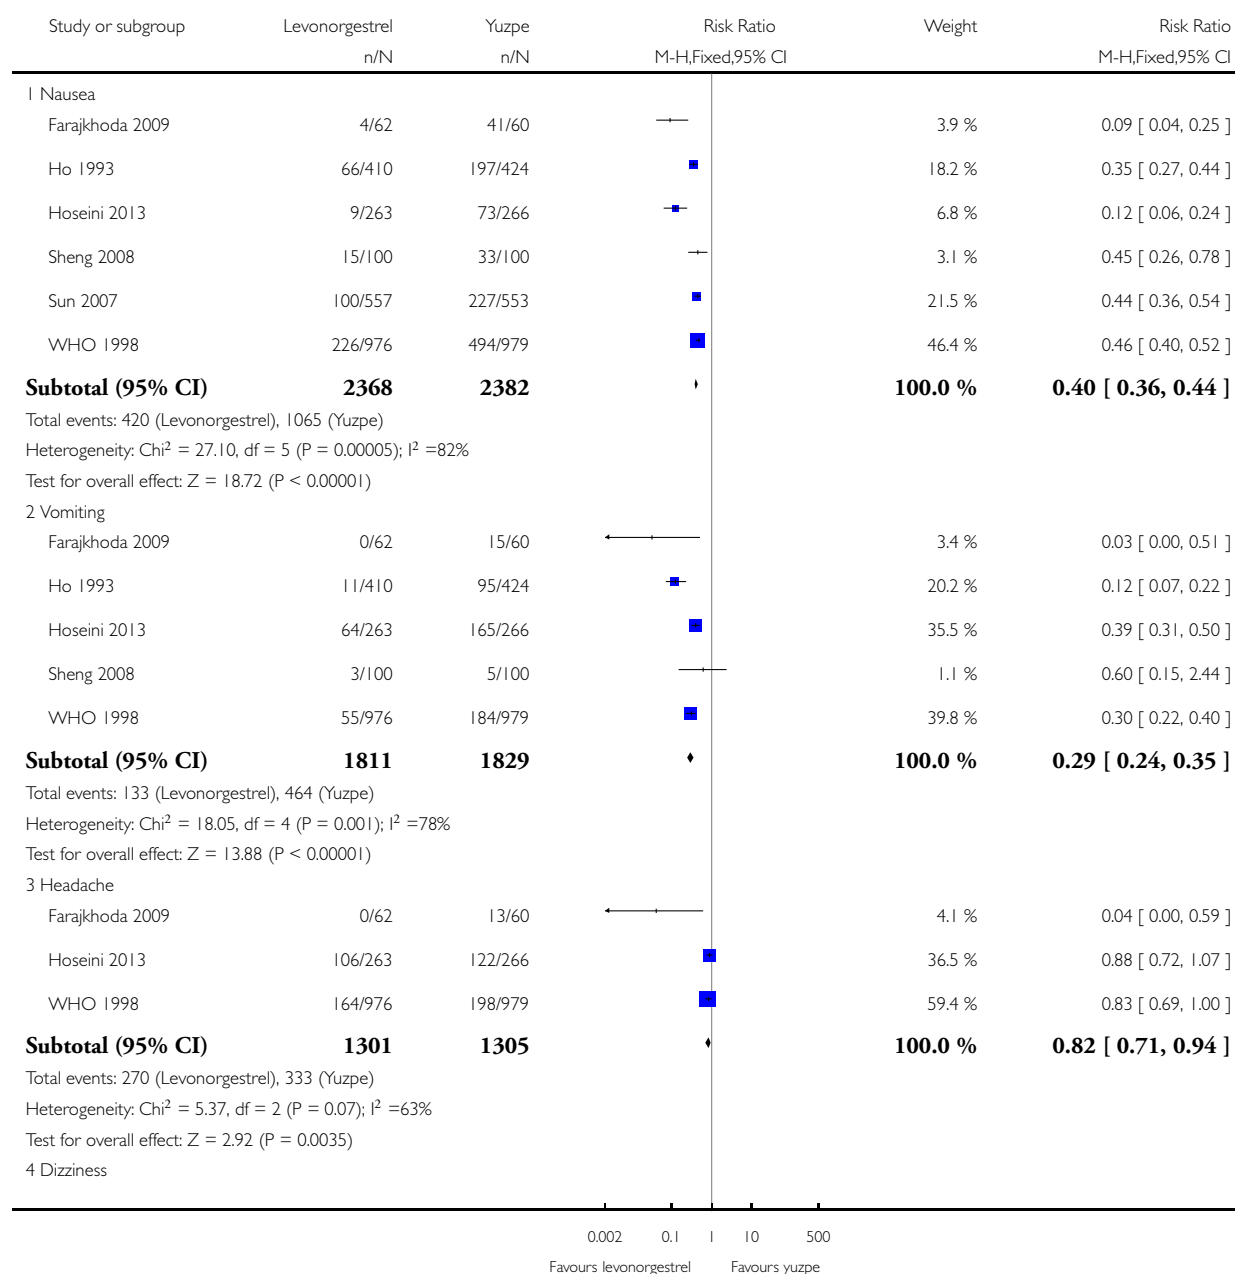 Study or subgroup Levonorgestrel Yuzpe Risk Ratio Weight Risk Ratio
n/N n/N M-H,Fixed,95% CI M-H,Fixed,95% CI
1 Nausea
Farajkhoda 2009 4/62 41/60 3.9 % 0.09 [ 0.04, 0.25 ]
Ho 1993 66/410 197/424 18.2 % 0.35 [ 0.27, 0.44 ]
Hoseini 2013 9/263 73/266 6.8 % 0.12 [ 0.06, 0.24 ]
Sheng 2008 15/100 33/100 3.1 % 0.45 [ 0.26, 0.78 ]
Sun 2007 100/557 227/553 21.5 % 0.44 [ 0.36, 0.54 ]
WHO 1998 226/976 494/979 46.4 % 0.46 [ 0.40, 0.52 ]
Subtotal (95% CI) 2368 2382 100.0 % 0.40 [ 0.36, 0.44 ]
Total events: 420 (Levonorgestrel), 1065 (Yuzpe)
Heterogeneity: Chi² = 27.10, df = 5 (P = 0.00005); I² =82%
Test for overall effect: Z = 18.72 (P < 0.00001)
2 Vomiting
Farajkhoda 2009 0/62 15/60 3.4 % 0.03 [ 0.00, 0.51 ]
Ho 1993 11/410 95/424 20.2 % 0.12 [ 0.07, 0.22 ]
Hoseini 2013 64/263 165/266 35.5 % 0.39 [ 0.31, 0.50 ]
Sheng 2008 3/100 5/100 1.1 % 0.60 [ 0.15, 2.44 ]
WHO 1998 55/976 184/979 39.8 % 0.30 [ 0.22, 0.40 ]
Subtotal (95% CI) 1811 1829 100.0 % 0.29 [ 0.24, 0.35 ]
Total events: 133 (Levonorgestrel), 464 (Yuzpe)
Heterogeneity: Chi² = 18.05, df = 4 (P = 0.001); I² =78%
Test for overall effect: Z = 13.88 (P < 0.00001)
3 Headache
Farajkhoda 2009 0/62 13/60 4.1 % 0.04 [ 0.00, 0.59 ]
Hoseini 2013 106/263 122/266 36.5 % 0.88 [ 0.72, 1.07 ]
WHO 1998 164/976 198/979 59.4 % 0.83 [ 0.69, 1.00 ]
Subtotal (95% CI) 1301 1305 100.0 % 0.82 [ 0.71, 0.94 ]
Total events: 270 (Levonorgestrel), 333 (Yuzpe)
Heterogeneity: Chi² = 5.37, df = 2 (P = 0.07); I² =63%
Test for overall effect: Z = 2.92 (P = 0.0035)
4 Dizziness
0.002 0.1 1 10 500
Favours levonorgestrel Favours yuzpe